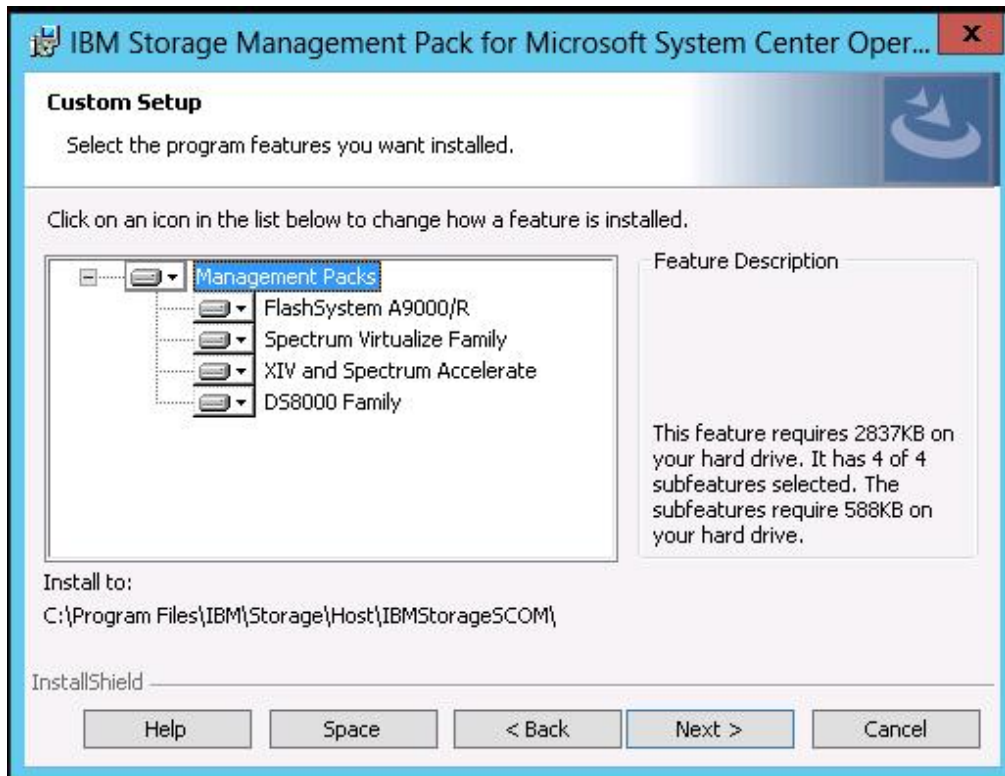 IBM Storage Management Pack for Microsoft System Center Oper...
x
Custom Setup
Select the program features you want installed.
Click on an icon in the list below to change how a feature is installed.
Management Packs
FlashSystem A9000/R
Spectrum Virtualize Family
XIV and Spectrum Accelerate
DS8000 Family
Feature Description
This feature requires 2837KB on
your hard drive. It has 4 of 4
subfeatures selected. The
subfeatures require 588KB on
your hard drive.
Install to:
C:\Program Files\IBM\Storage\Host\IBMStorageSCOM\
InstallShield
Help
Space
< Back
Next >
Cancel